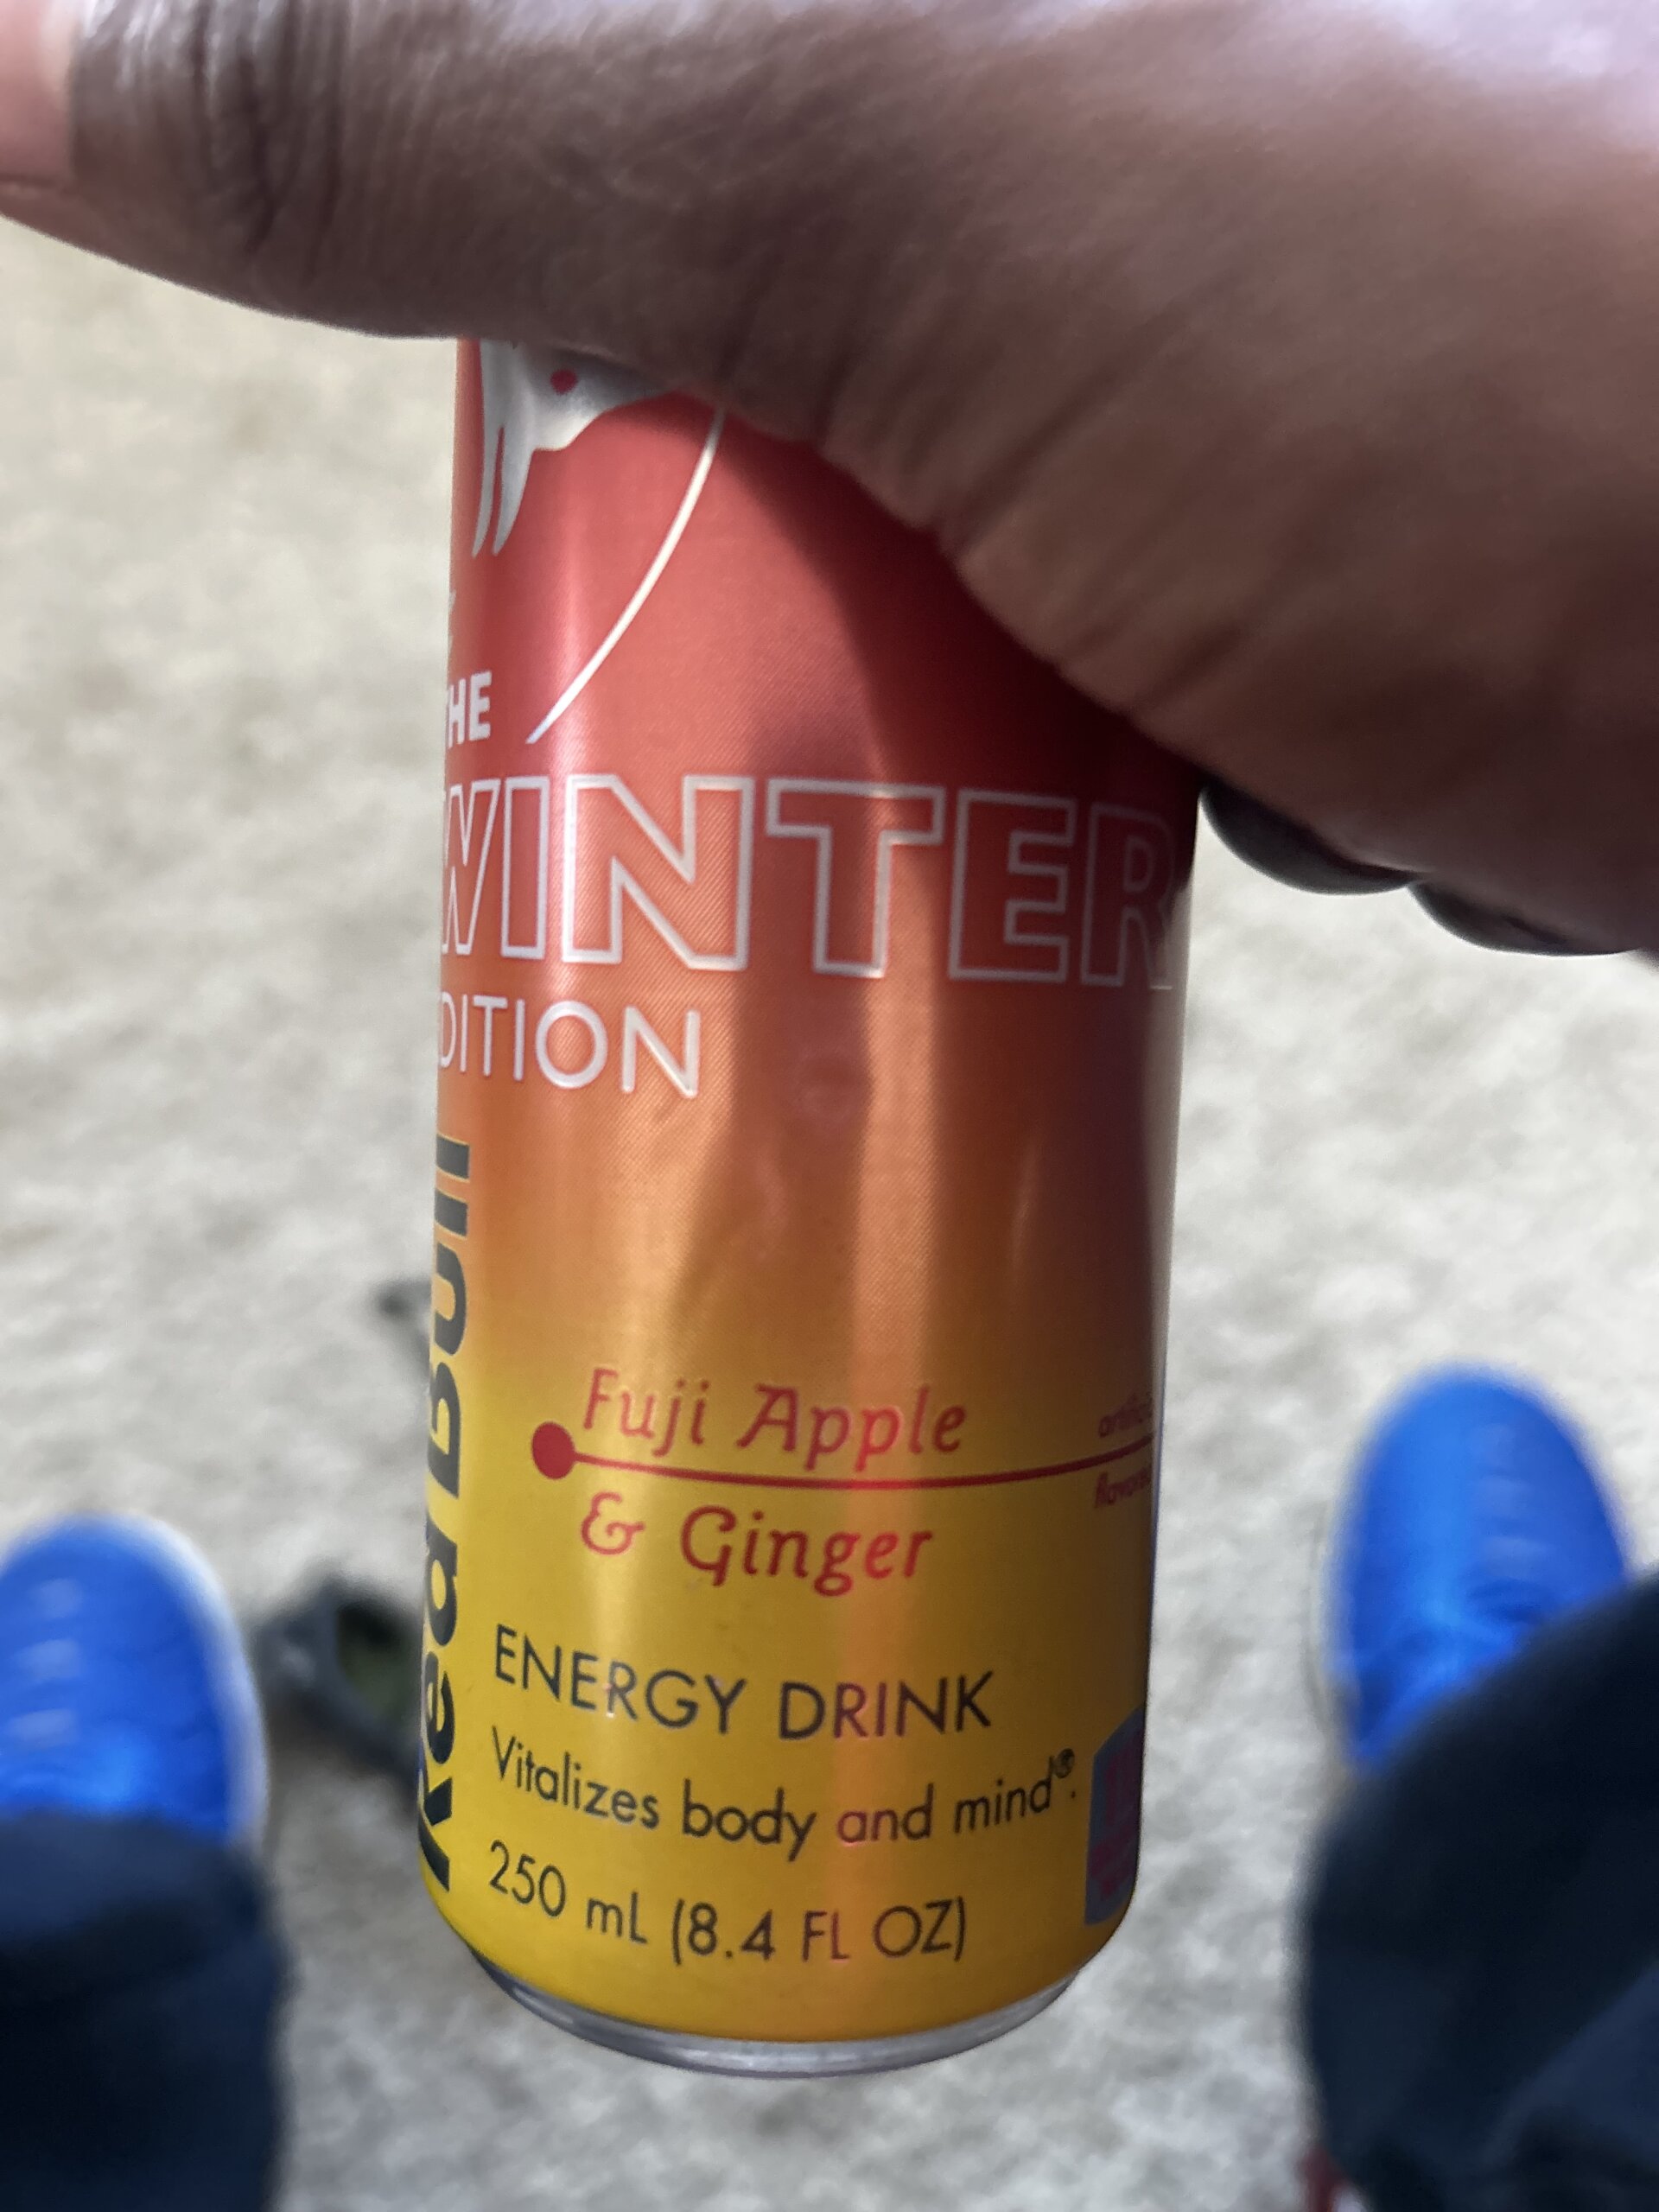 HE
WINTER
DITION
Red Bull
Fuji Apple
& Ginger
ENERGY DRINK
Vitalizes body and mind®.
250 mL (8.4 FL OZ)